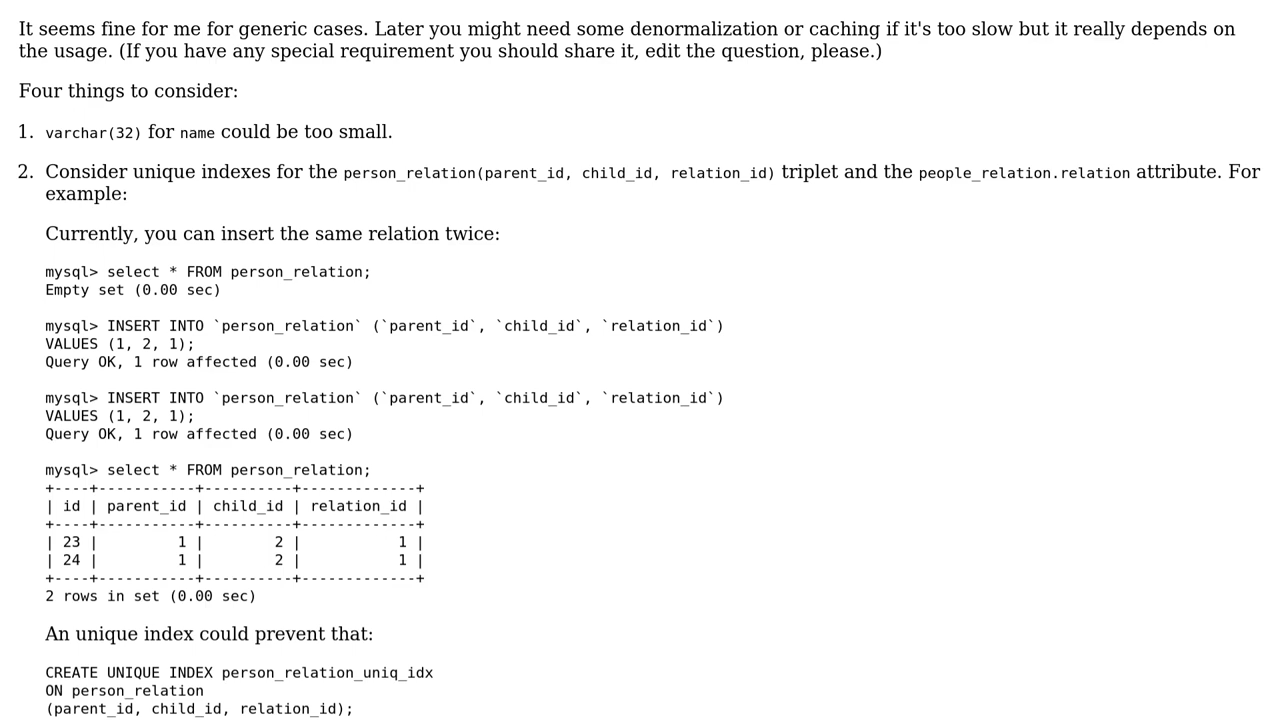 It seems fine for me for generic cases. Later you might need some denormalization or caching if it's too slow but it really depends on
the usage. (If you have any special requirement you should share it, edit the question, please.)
Four things to consider:
1. varchar(32) for name could be too small.
2. Consider unique indexes for the person_relation(parent_id, child_id, relation_id) triplet and the people_relation.relation attribute. For
example:
Currently, you can insert the same relation twice:
mysql> select * FROM person_relation;
Empty set (0.00 sec)
mysql> INSERT INTO `person_relation` (`parent_id`, `child_id`, `relation_id`)
VALUES (1, 2, 1);
Query OK, 1 row affected (0.00 sec)
mysql> INSERT INTO `person_relation` (`parent_id`, `child_id`, `relation_id`)
VALUES (1, 2, 1);
Query OK, 1 row affected (0.00 sec)
mysql> select * FROM person_relation;
+----+-----------+----------+-------------+
| id | parent_id | child_id | relation_id |
+----+-----------+----------+-------------+
| 23 |         1 |        2 |           1 |
| 24 |         1 |        2 |           1 |
+----+-----------+----------+-------------+
2 rows in set (0.00 sec)
An unique index could prevent that:
CREATE UNIQUE INDEX person_relation_uniq_idx
ON person_relation
(parent_id, child_id, relation_id);